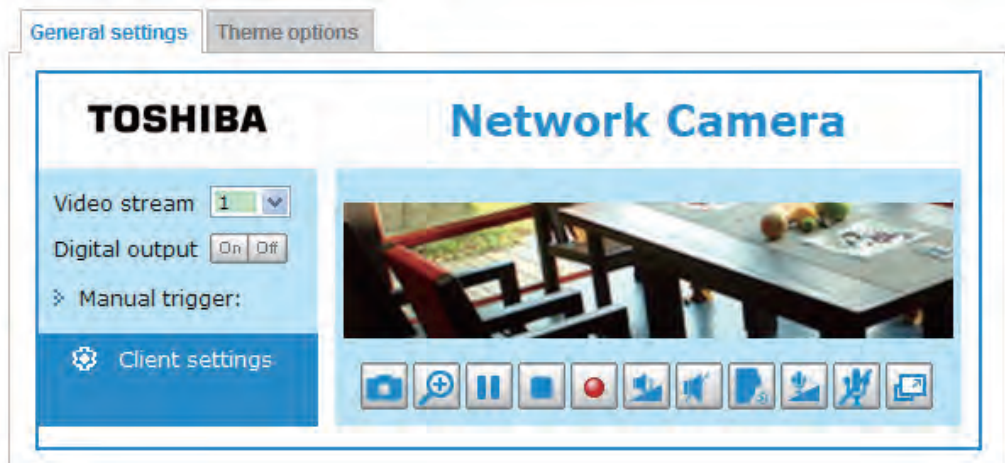 General settings
Theme options
TOSHIBA
Network Camera
Video stream 1
Digital output On Off
Manual trigger:
Client settings